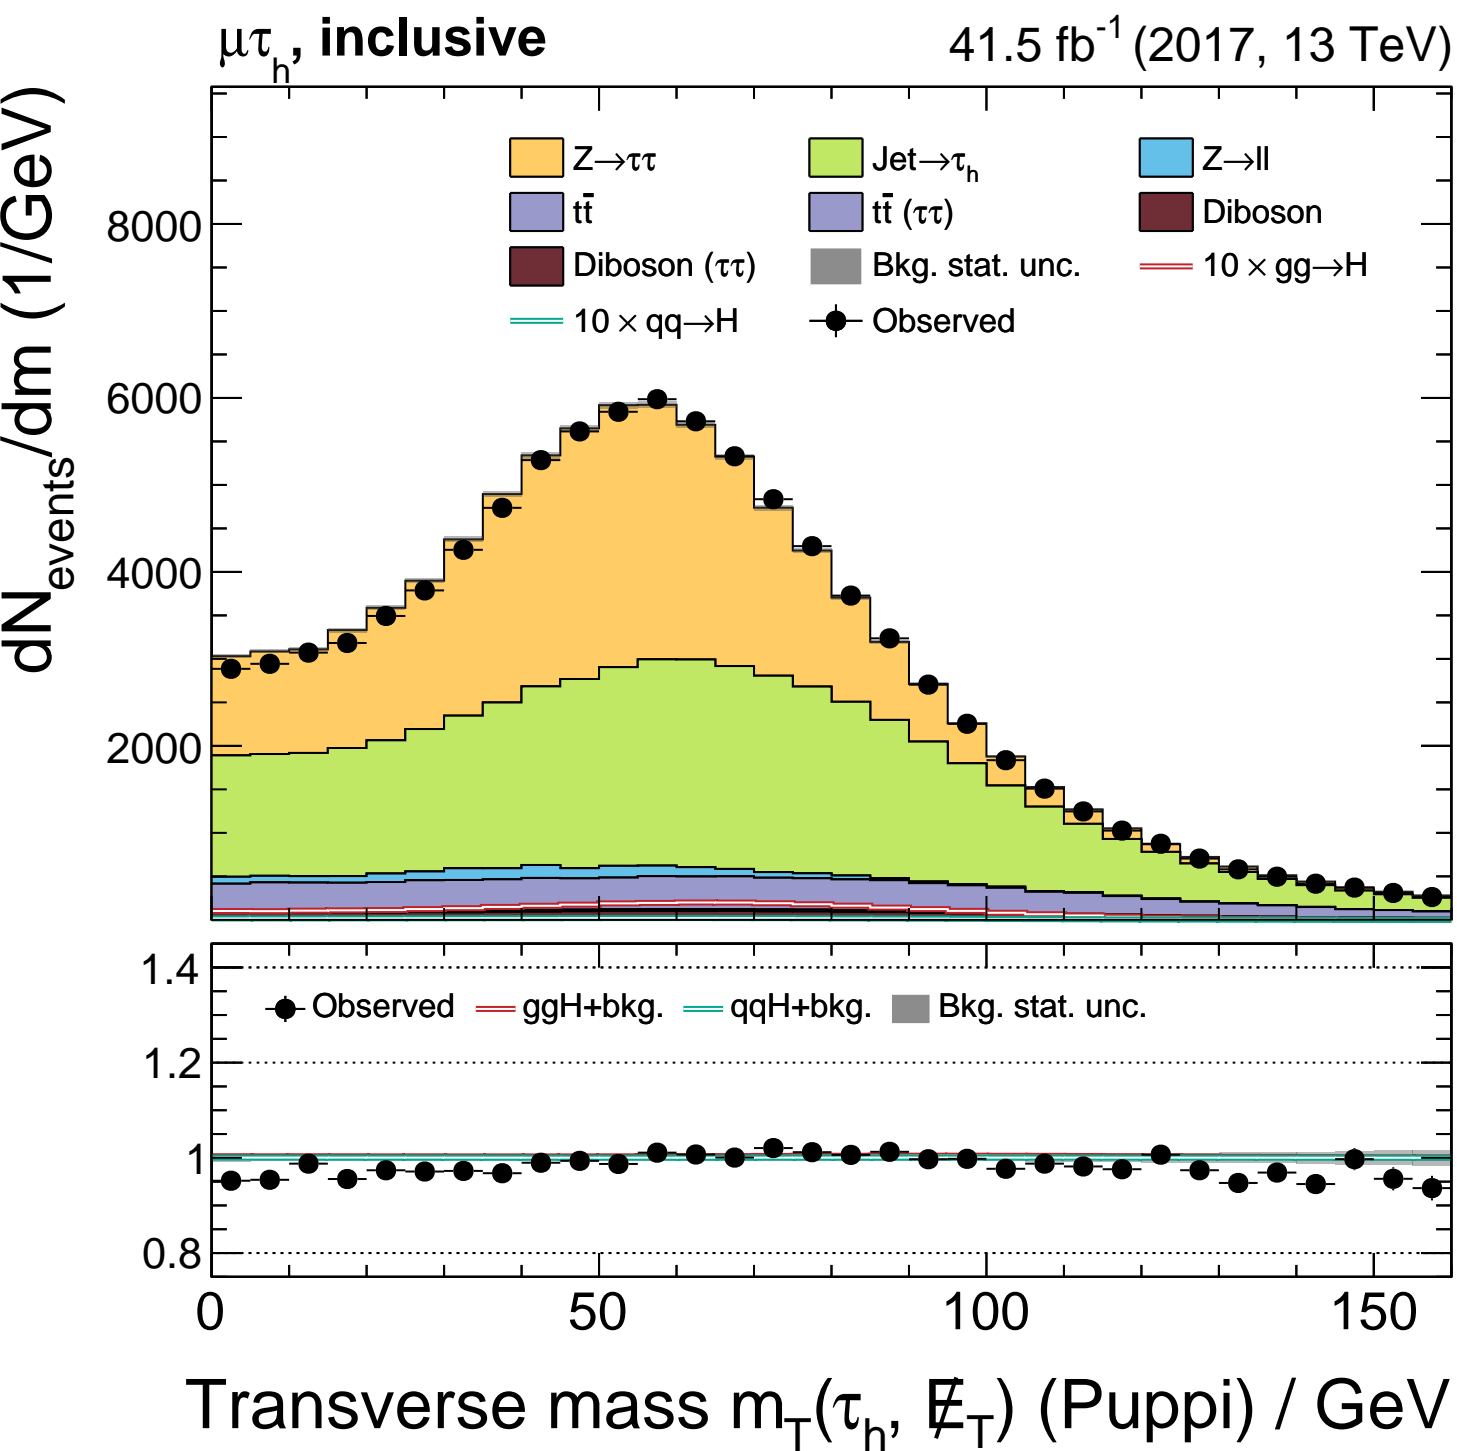 μτh, inclusive 41.5 fb-1 (2017, 13 TeV)
dNevents/dm (1/GeV)
Z→ττ Jet→τh Z→ll
tt̄ tt̄ (ττ) Diboson
Diboson (ττ) Bkg. stat. unc. 10 × gg→H
10 × qq→H Observed
8000
6000
4000
2000
1.4
Observed ggH+bkg. qqH+bkg. Bkg. stat. unc.
1.2
1
0.8
0 50 100 150
Transverse mass mT(τh, E̸T) (Puppi) / GeV